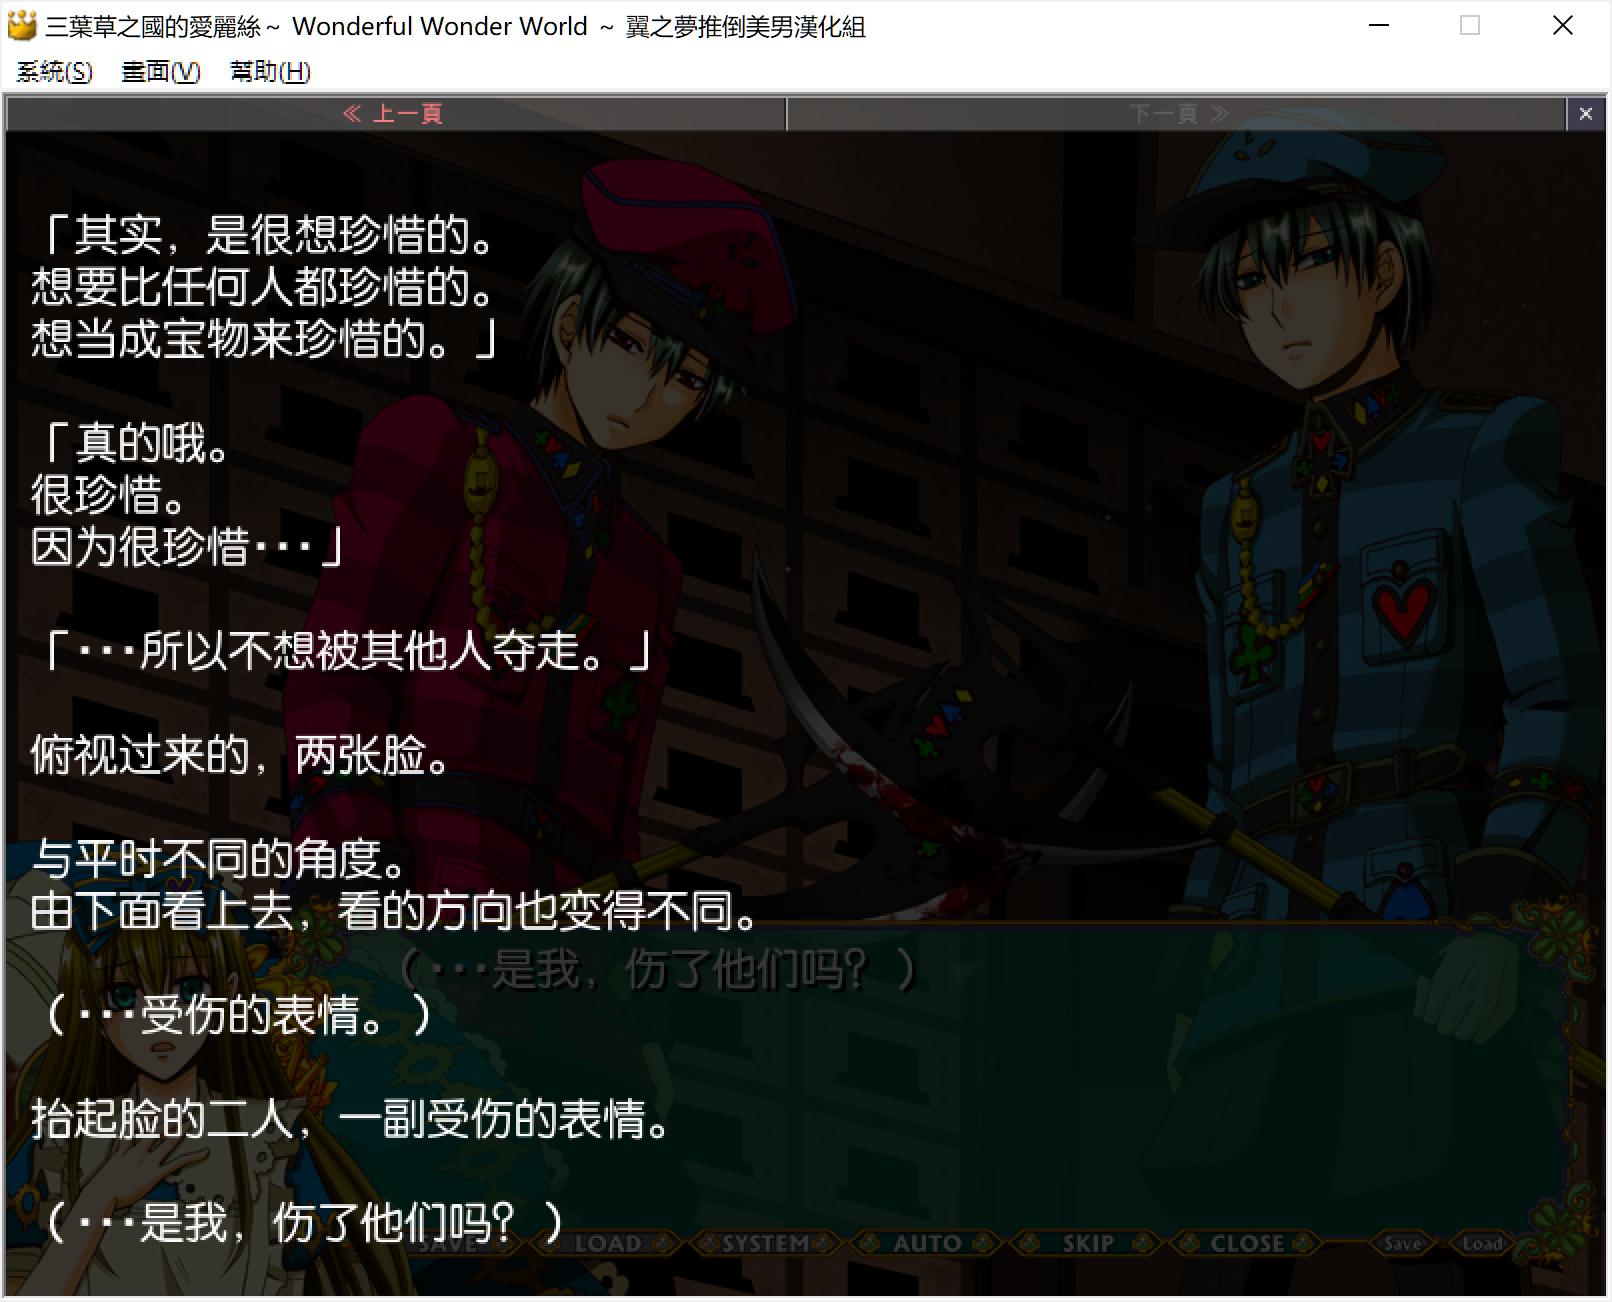 三葉草之國的愛麗絲～ Wonderful Wonder World ～ 翼之夢推倒美男漢化組
系統(S) 畫面(V) 幫助(H)
≪ 上一頁 下一頁 ≫ ×
「其实，是很想珍惜的。
想要比任何人都珍惜的。
想当成宝物来珍惜的。」
「真的哦。
很珍惜。
因为很珍惜･･･」
「･･･所以不想被其他人夺走。」
俯视过来的，两张脸。
与平时不同的角度。
由下面看上去，看的方向也变得不同。
（･･･是我，伤了他们吗？）
（･･･受伤的表情。）
抬起脸的二人，一副受伤的表情。
（･･･是我，伤了他们吗？）
SAVE LOAD SYSTEM AUTO SKIP CLOSE Save Load